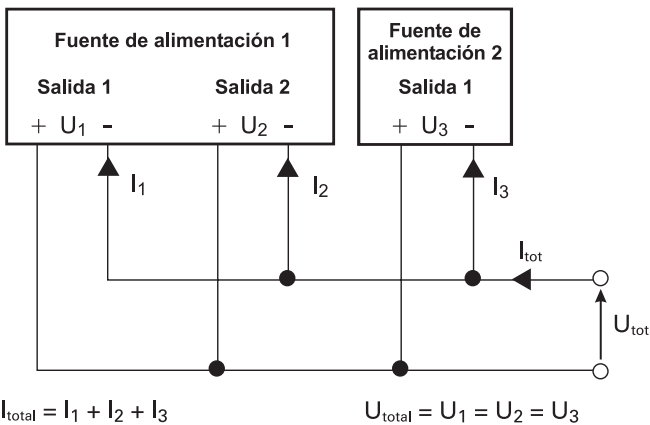 Fuente de alimentación 1
Salida 1 Salida 2
+ U1 − + U2 −
Fuente de
alimentación 2
Salida 1
+ U3 −
I1
I2
I3
Itot
Utot
Itotal = I1 + I2 + I3
Utotal = U1 = U2 = U3